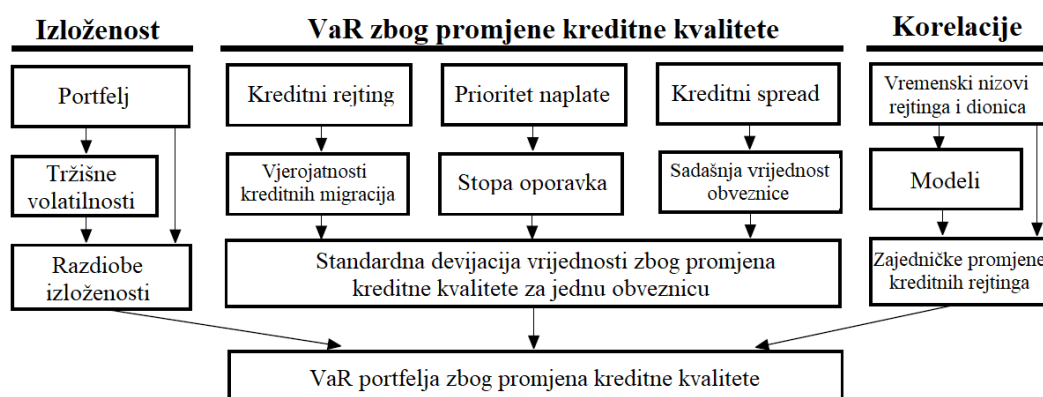 Izloženost
VaR zbog promjene kreditne kvalitete
Korelacije
Portfelj
Kreditni rejting
Prioritet naplate
Kreditni spread
Vremenski nizovi
rejtinga i dionica
Tržišne
volatilnosti
Vjerojatnosti
kreditnih migracija
Stopa oporavka
Sadašnja vrijednost
obveznice
Modeli
Razdiobe
izloženosti
Standardna devijacija vrijednosti zbog promjena
kreditne kvalitete za jednu obveznicu
Zajedničke promjene
kreditnih rejtinga
VaR portfelja zbog promjena kreditne kvalitete